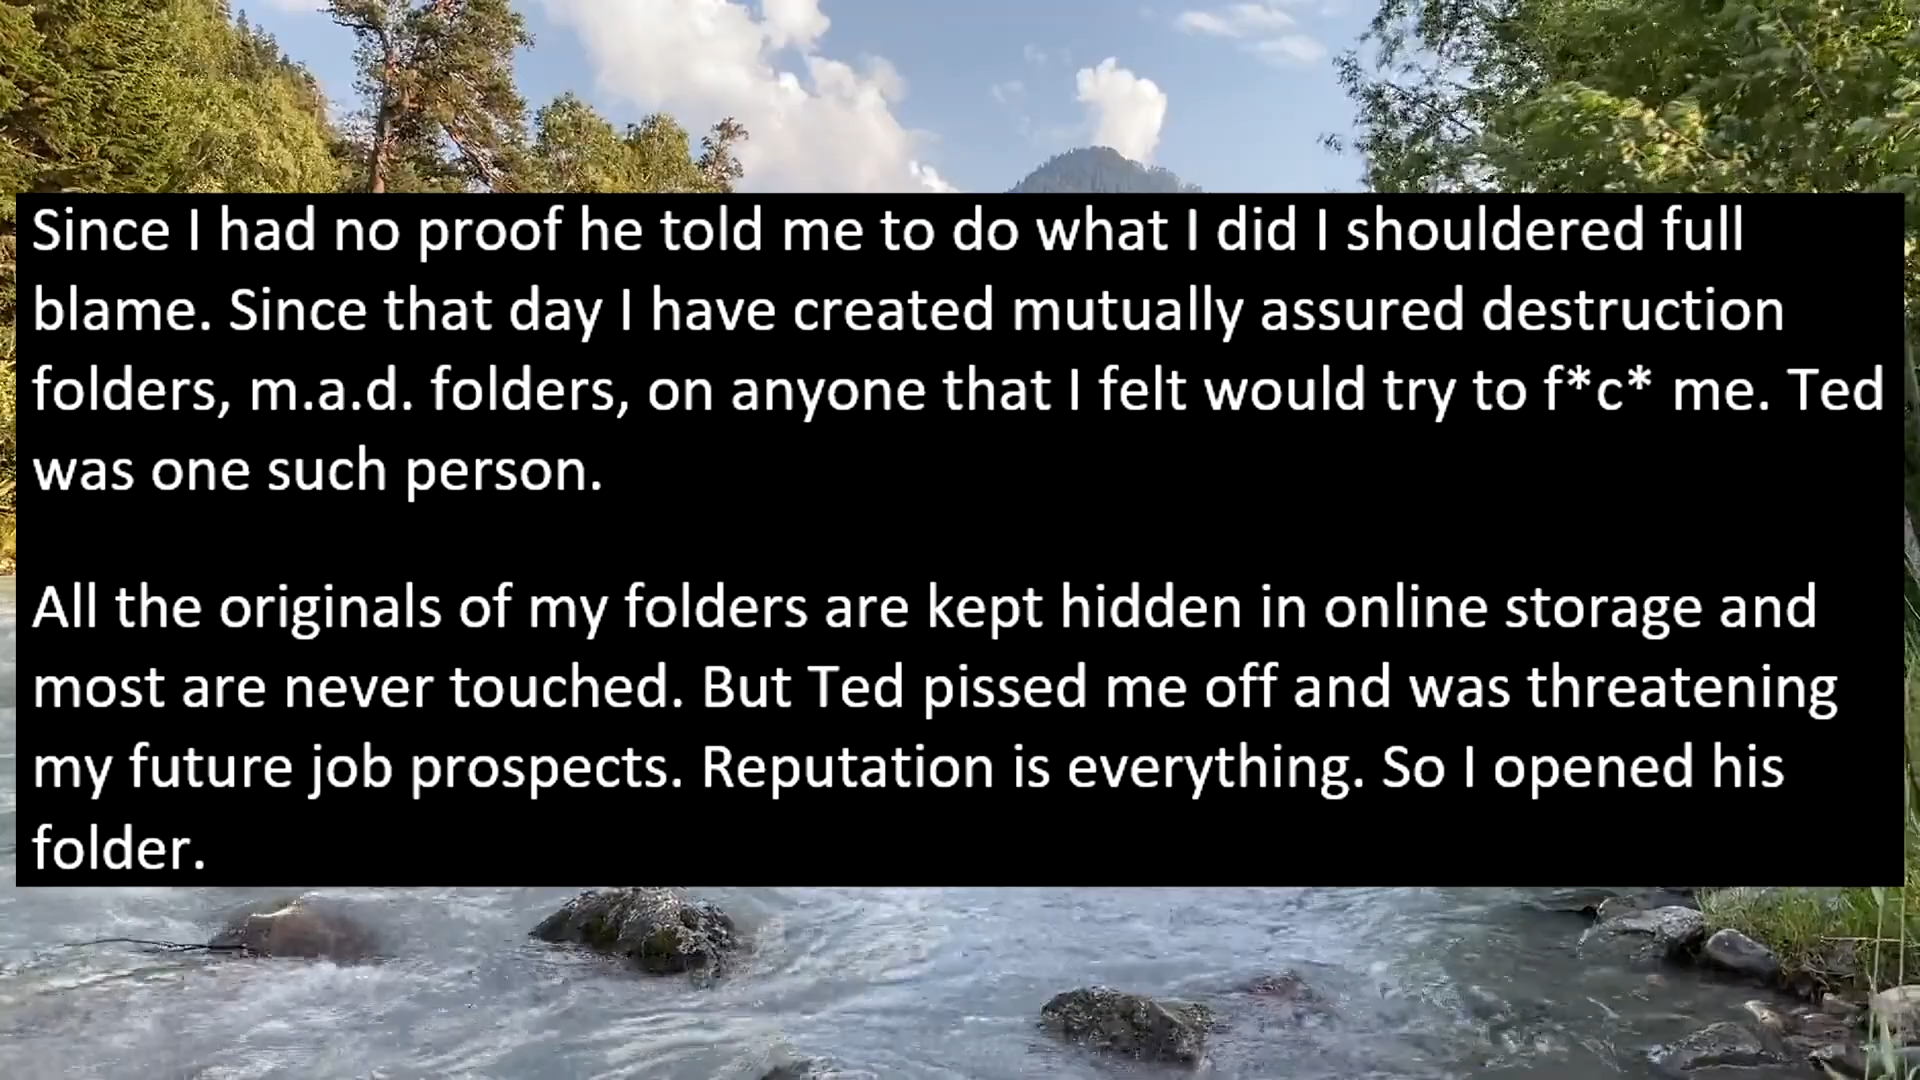 Since I had no proof he told me to do what I did I shouldered full
blame. Since that day I have created mutually assured destruction
folders, m.a.d. folders, on anyone that I felt would try to f*c* me. Ted
was one such person.
All the originals of my folders are kept hidden in online storage and
most are never touched. But Ted pissed me off and was threatening
my future job prospects. Reputation is everything. So I opened his
folder.